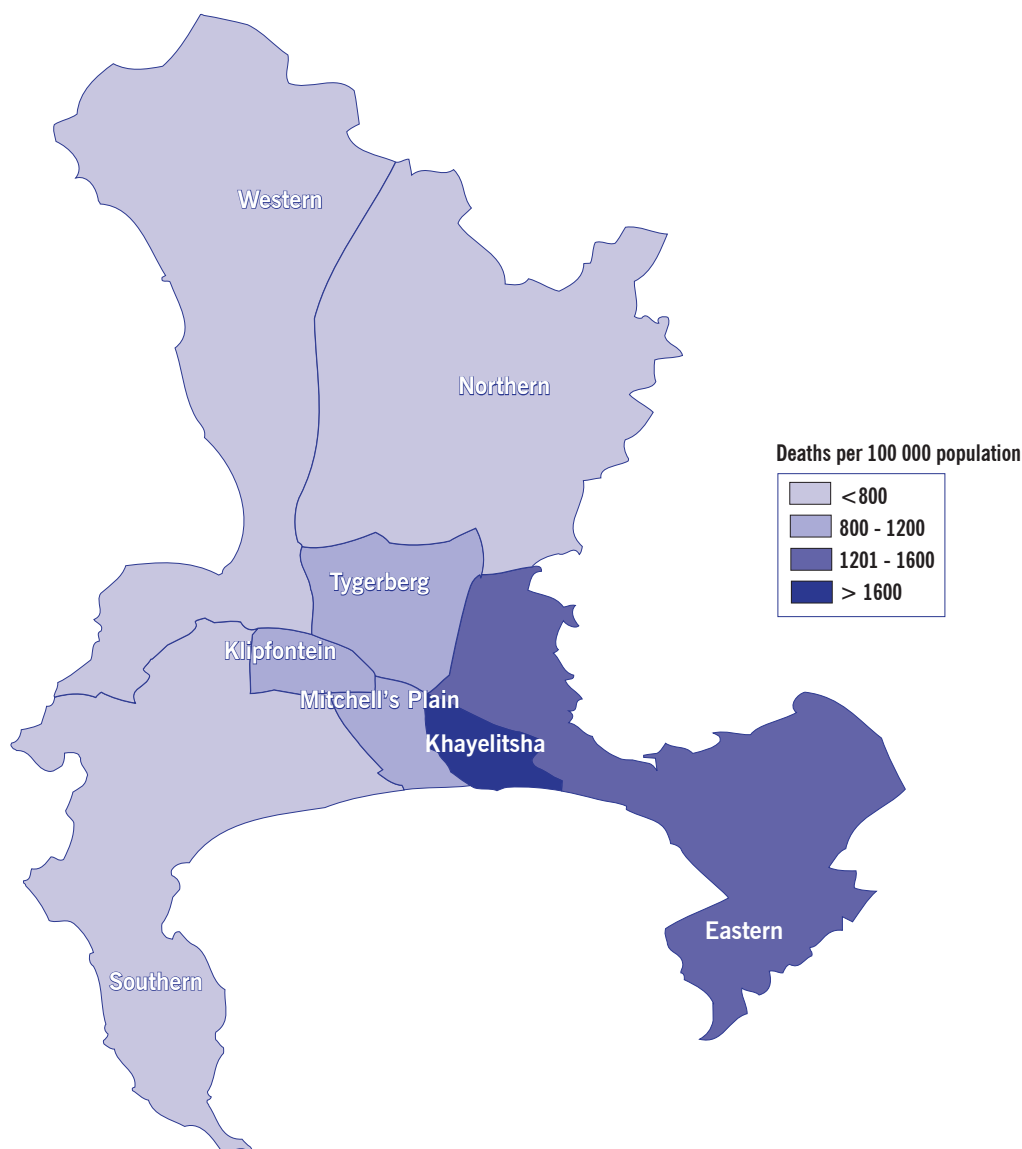 Western
Northern
Deaths per 100 000 population
<800
800 - 1200
1201 - 1600
> 1600
Tygerberg
Klipfontein
Mitchell's Plain
Khayelitsha
Eastern
Southern